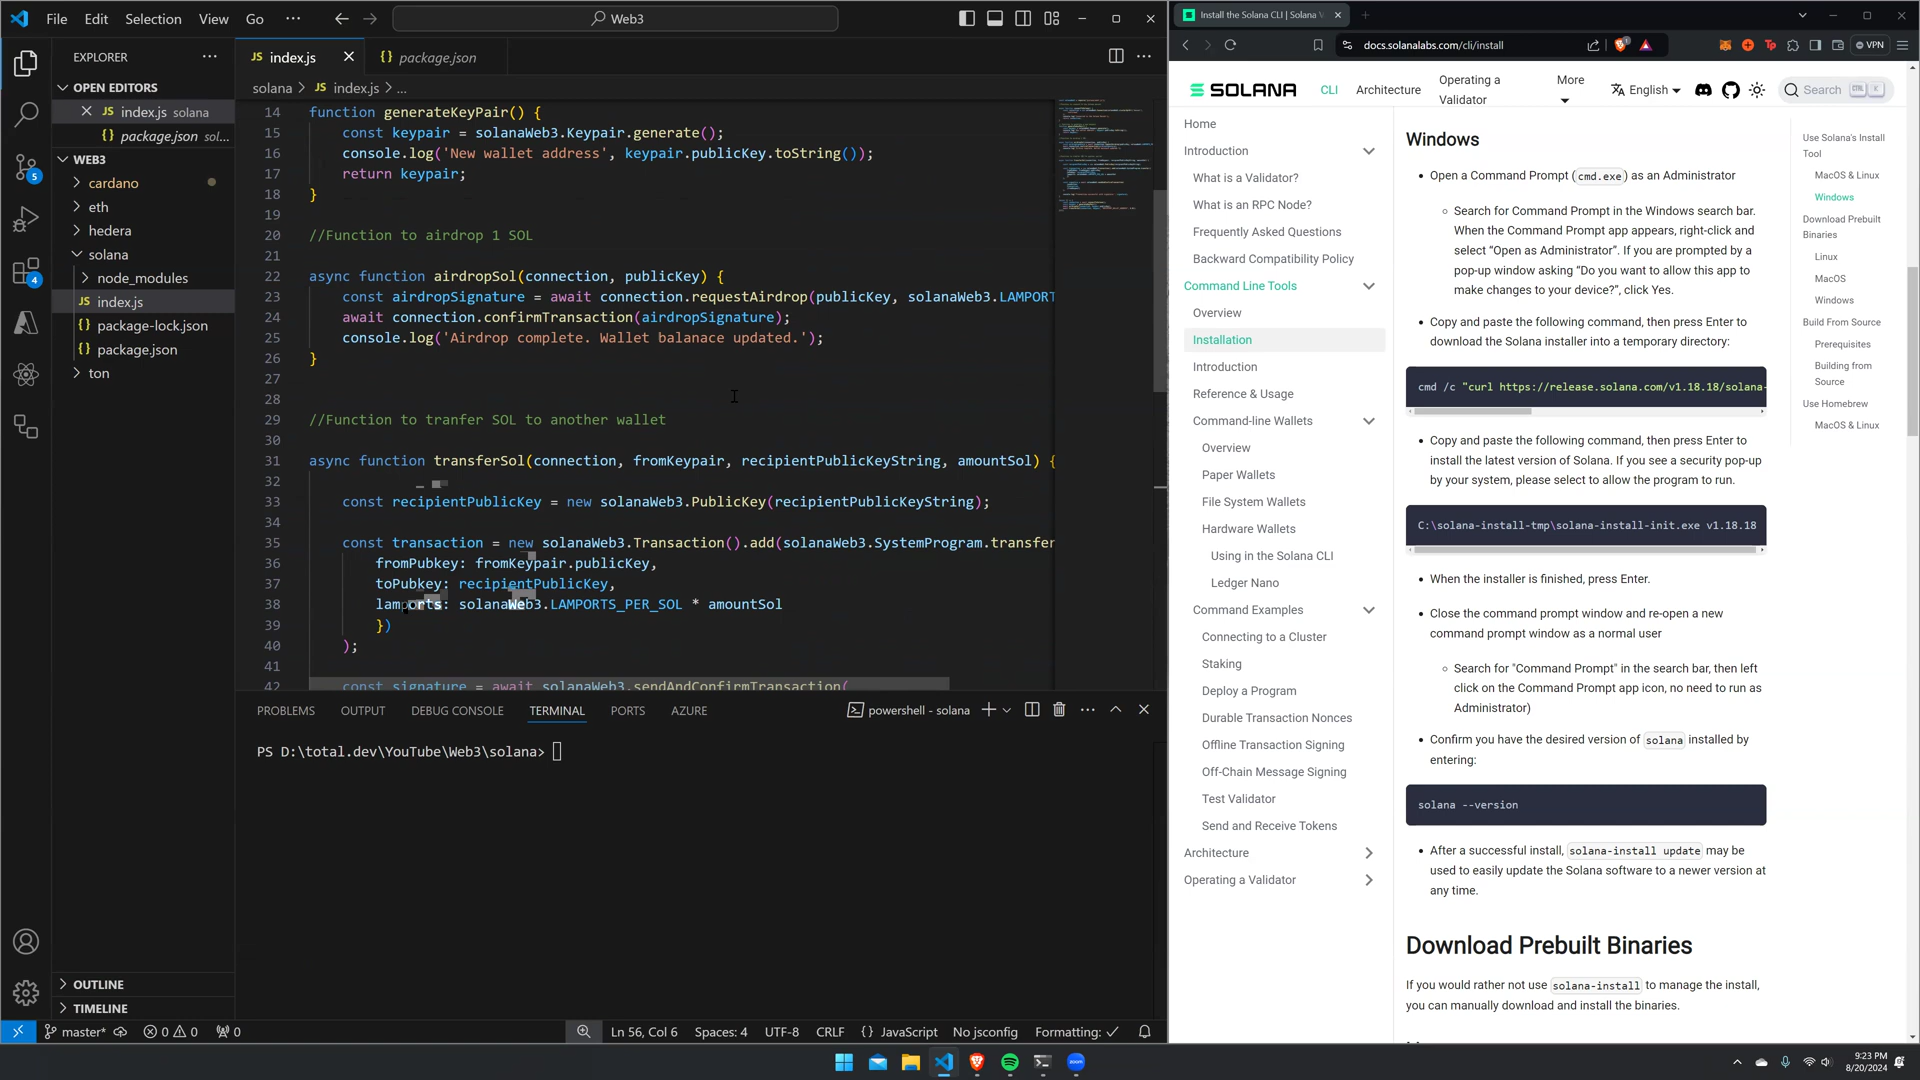 File Edit Selection View Go ···
Web3
EXPLORER
OPEN EDITORS
JS index.js solana
{} package.json sol...
WEB3
cardano
eth
hedera
solana
node_modules
JS index.js
{} package-lock.json
{} package.json
ton
OUTLINE
TIMELINE
JS index.js
{} package.json
solana > JS index.js > ...
14 function generateKeyPair() {
15 const keypair = solanaWeb3.Keypair.generate();
16 console.log('New wallet address', keypair.publicKey.toString());
17 return keypair;
18 }
19
20 //Function to airdrop 1 SOL
21
22 async function airdropSol(connection, publicKey) {
23 const airdropSignature = await connection.requestAirdrop(publicKey, solanaWeb3.LAMPORT
24 await connection.confirmTransaction(airdropSignature);
25 console.log('Airdrop complete. Wallet balanace updated.');
26 }
27
28
29 //Function to tranfer SOL to another wallet
30
31 async function transferSol(connection, fromKeypair, recipientPublicKeyString, amountSol) {
32
33 const recipientPublicKey = new solanaWeb3.PublicKey(recipientPublicKeyString);
34
35 const transaction = new solanaWeb3.Transaction().add(solanaWeb3.SystemProgram.transfer
36 fromPubkey: fromKeypair.publicKey,
37 toPubkey: recipientPublicKey,
38 lamports: solanaWeb3.LAMPORTS_PER_SOL * amountSol
39 })
40 );
41
42 const signature = await solanaWeb3.sendAndConfirmTransaction(
PROBLEMS OUTPUT DEBUG CONSOLE TERMINAL PORTS AZURE
powershell - solana
PS D:\total.dev\YouTube\Web3\solana>
5
4
master* 0 0 0
Ln 56, Col 6 Spaces: 4 UTF-8 CRLF {} JavaScript No jsconfig Formatting: ✓
Install the Solana CLI | Solana V
docs.solanalabs.com/cli/install
VPN
SOLANA
CLI Architecture Operating a Validator More
English
Search
Home
Introduction
What is a Validator?
What is an RPC Node?
Frequently Asked Questions
Backward Compatibility Policy
Command Line Tools
Overview
Installation
Introduction
Reference & Usage
Command-line Wallets
Overview
Paper Wallets
File System Wallets
Hardware Wallets
Using in the Solana CLI
Ledger Nano
Command Examples
Connecting to a Cluster
Staking
Deploy a Program
Durable Transaction Nonces
Offline Transaction Signing
Off-Chain Message Signing
Test Validator
Send and Receive Tokens
Architecture
Operating a Validator
Windows
• Open a Command Prompt (cmd.exe) as an Administrator
Search for Command Prompt in the Windows search bar.
When the Command Prompt app appears, right-click and
select “Open as Administrator”. If you are prompted by a
pop-up window asking “Do you want to allow this app to
make changes to your device?”, click Yes.
• Copy and paste the following command, then press Enter to
download the Solana installer into a temporary directory:
cmd /c "curl https://release.solana.com/v1.18.18/solana-
• Copy and paste the following command, then press Enter to
install the latest version of Solana. If you see a security pop-up
by your system, please select to allow the program to run.
C:\solana-install-tmp\solana-install-init.exe v1.18.18
• When the installer is finished, press Enter.
• Close the command prompt window and re-open a new
command prompt window as a normal user
Search for "Command Prompt" in the search bar, then left
click on the Command Prompt app icon, no need to run as
Administrator)
• Confirm you have the desired version of solana installed by
entering:
solana --version
• After a successful install, solana-install update may be
used to easily update the Solana software to a newer version at
any time.
Download Prebuilt Binaries
If you would rather not use solana-install to manage the install,
you can manually download and install the binaries.
Use Solana's Install
Tool
MacOS & Linux
Windows
Download Prebuilt
Binaries
Linux
MacOS
Windows
Build From Source
Prerequisites
Building from
Source
Use Homebrew
MacOS & Linux
9:23 PM
8/20/2024